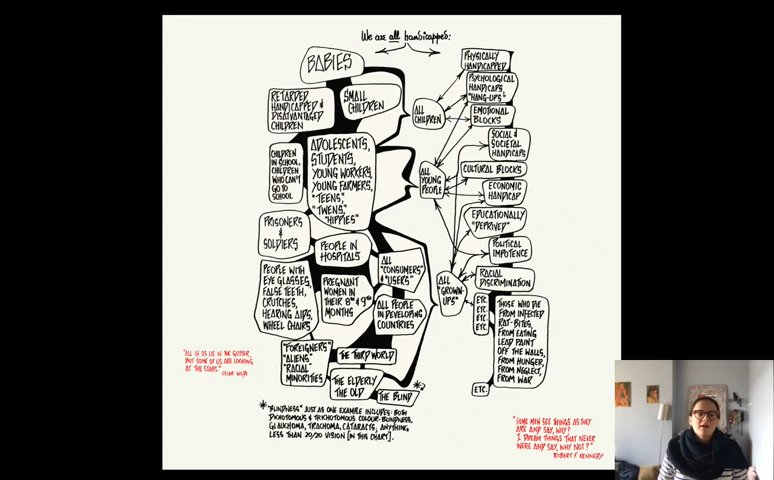 We are all handicapped:
BABIES
RETARDED,
HANDICAPPED &
DISADVANTAGED
CHILDREN
SMALL
CHILDREN
CHILDREN
IN SCHOOL,
CHILDREN
WHO CAN'T
GO TO
SCHOOL
ADOLESCENTS,
STUDENTS,
YOUNG WORKERS,
YOUNG FARMERS,
"TEENS,"
"TWENS,"
"HIPPIES"
PRISONERS
&
SOLDIERS
PEOPLE IN
HOSPITALS
PEOPLE WITH
EYE GLASSES,
FALSE TEETH,
CRUTCHES,
HEARING AIDS,
WHEEL CHAIRS
PREGNANT
WOMEN IN
THEIR 8TH & 9TH
MONTHS
ALL
"CONSUMERS"
& "USERS"
ALL PEOPLE
IN DEVELOPING
COUNTRIES
"FOREIGNERS"
"ALIENS"
"RACIAL
MINORITIES
THE THIRD WORLD
THE ELDERLY
THE OLD
THE BLIND
*?
ALL
CHILDREN
ALL
YOUNG
PEOPLE
ALL
"GROWN-
UPS"
PHYSICALLY
HANDICAPPED
PSYCHOLOGICAL
HANDICAPS,
"HANG-UPS"
EMOTIONAL
BLOCKS
SOCIAL &
SOCIETAL
HANDICAPS
CULTURAL BLOCKS
ECONOMIC
HANDICAP
EDUCATIONALLY
"DEPRIVED"
POLITICAL
IMPOTENCE
RACIAL
DISCRIMINATION
ETC.
ETC.
ETC.
ETC.
THOSE WHO DIE
FROM INFECTED
RAT-BITES,
FROM EATING
LEAD PAINT
OFF THE WALLS,
FROM HUNGER,
FROM NEGLECT,
FROM WAR
ETC.
* "BLINDNESS" JUST AS ONE EXAMPLE INCLUDES: BOTH
DICHOTOMOUS & TRICHOTOMOUS COLOUR-BLINDNESS,
GLAUKHOMA, TRACHOMA, CATARACTS, ANYTHING
LESS THAN 20/20 VISION [IN THIS CHART].
"ALL OF US LIE IN THE GUTTER,
BUT SOME OF US ARE LOOKING
AT THE STARS."
OSCAR WILDE
"SOME MEN SEE THINGS AS THEY
ARE AND SAY, WHY?
I DREAM THINGS THAT NEVER
WERE AND SAY, WHY NOT?"
ROBERT F. KENNEDY